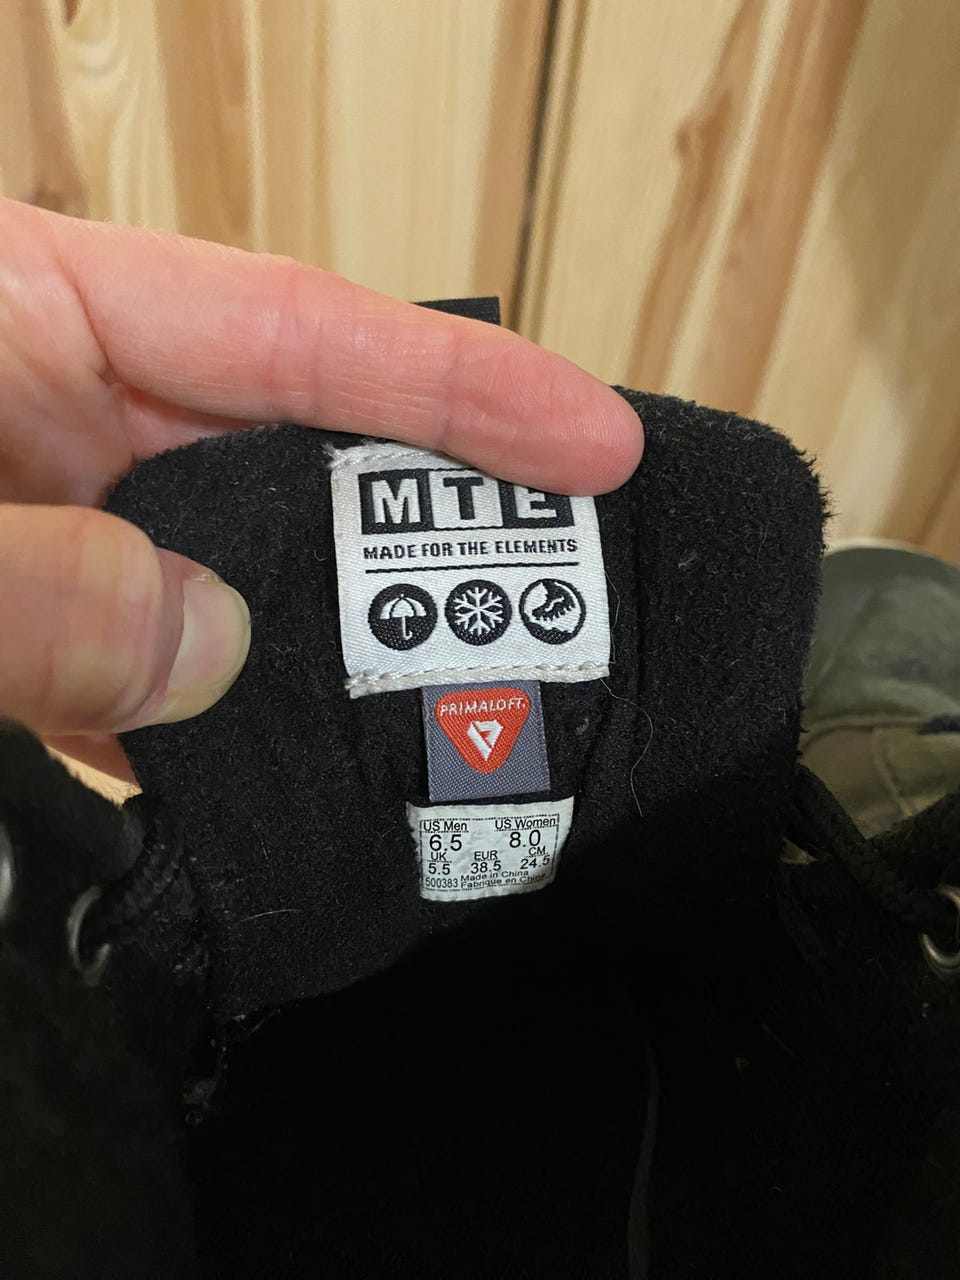 MTE
MADE FOR THE ELEMENTS
PRIMALOFT
US Men US Women
6.5 8.0
UK EUR CM
5.5 38.5 24.5
500383 Made in China
Fabriqué en Chine